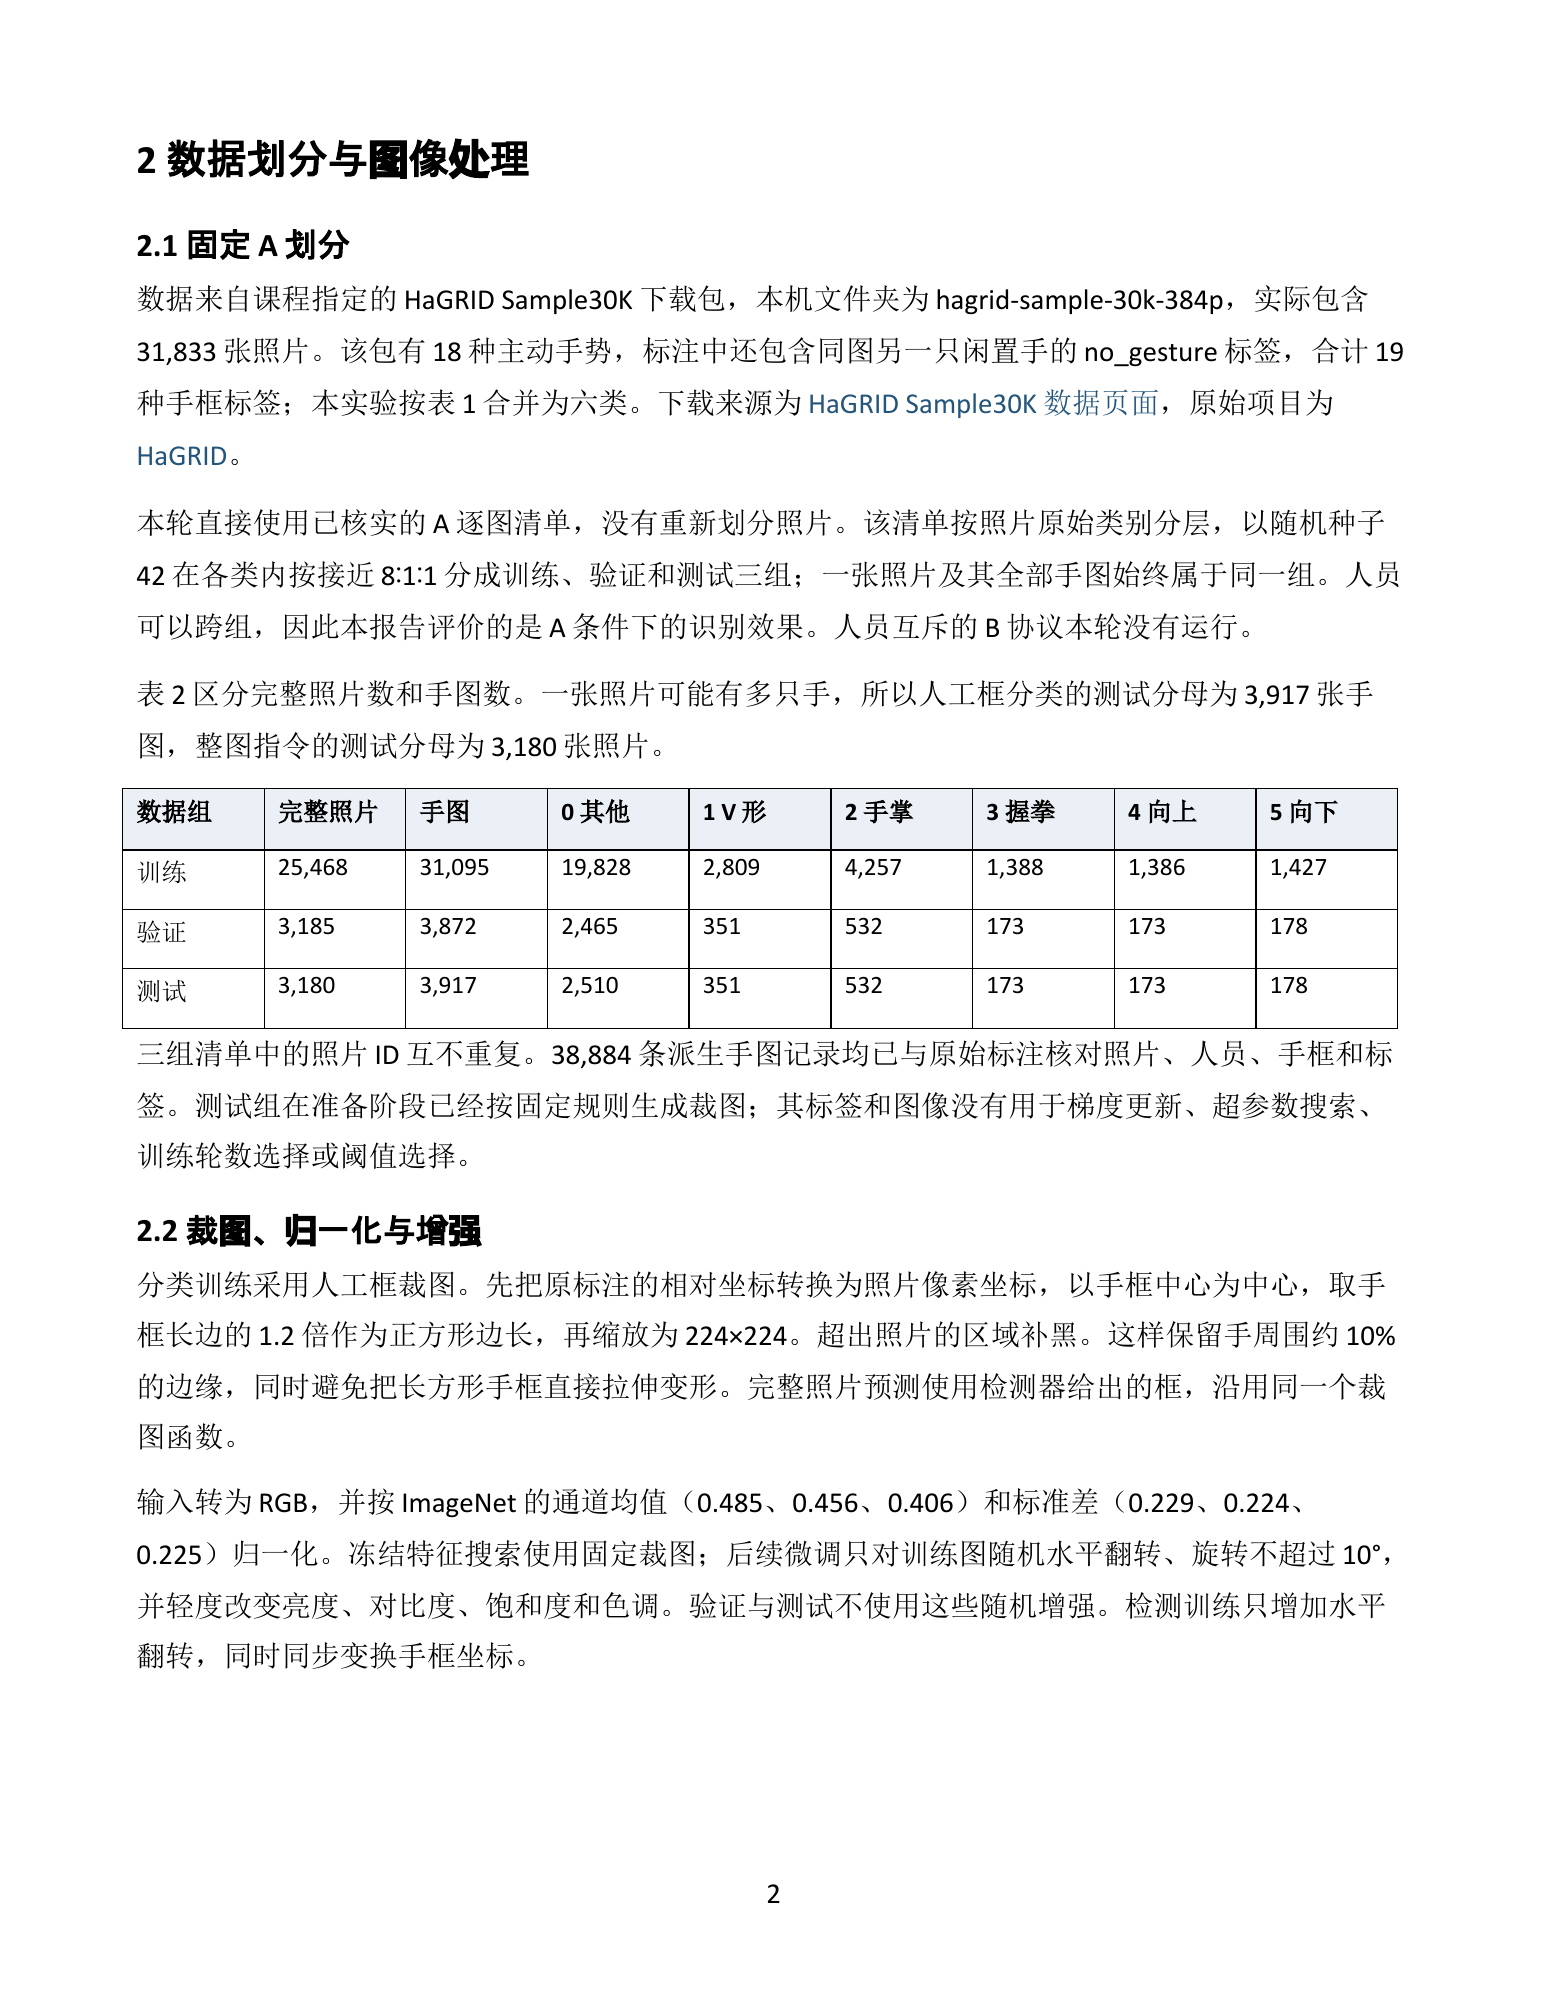 2 数据划分与图像处理
2.1 固定 A 划分
数据来自课程指定的 HaGRID Sample30K 下载包，本机文件夹为 hagrid-sample-30k-384p，实际包含
31,833 张照片。该包有 18 种主动手势，标注中还包含同图另一只闲置手的 no_gesture 标签，合计 19
种手框标签；本实验按表 1 合并为六类。下载来源为 HaGRID Sample30K 数据页面，原始项目为
HaGRID。
本轮直接使用已核实的 A 逐图清单，没有重新划分照片。该清单按照片原始类别分层，以随机种子
42 在各类内按接近 8:1:1 分成训练、验证和测试三组；一张照片及其全部手图始终属于同一组。人员
可以跨组，因此本报告评价的是 A 条件下的识别效果。人员互斥的 B 协议本轮没有运行。
表 2 区分完整照片数和手图数。一张照片可能有多只手，所以人工框分类的测试分母为 3,917 张手
图，整图指令的测试分母为 3,180 张照片。
数据组 完整照片 手图 0 其他 1 V 形 2 手掌 3 握拳 4 向上 5 向下
训练 25,468 31,095 19,828 2,809 4,257 1,388 1,386 1,427
验证 3,185 3,872 2,465 351 532 173 173 178
测试 3,180 3,917 2,510 351 532 173 173 178
三组清单中的照片 ID 互不重复。38,884 条派生手图记录均已与原始标注核对照片、人员、手框和标
签。测试组在准备阶段已经按固定规则生成裁图；其标签和图像没有用于梯度更新、超参数搜索、
训练轮数选择或阈值选择。
2.2 裁图、归一化与增强
分类训练采用人工框裁图。先把原标注的相对坐标转换为照片像素坐标，以手框中心为中心，取手
框长边的 1.2 倍作为正方形边长，再缩放为 224×224。超出照片的区域补黑。这样保留手周围约 10%
的边缘，同时避免把长方形手框直接拉伸变形。完整照片预测使用检测器给出的框，沿用同一个裁
图函数。
输入转为 RGB，并按 ImageNet 的通道均值（0.485、0.456、0.406）和标准差（0.229、0.224、
0.225）归一化。冻结特征搜索使用固定裁图；后续微调只对训练图随机水平翻转、旋转不超过 10°，
并轻度改变亮度、对比度、饱和度和色调。验证与测试不使用这些随机增强。检测训练只增加水平
翻转，同时同步变换手框坐标。
2